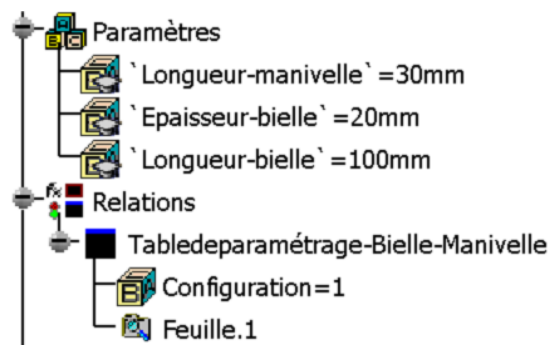 Paramètres
`Longueur-manivelle`=30mm
`Epaisseur-bielle`=20mm
`Longueur-bielle`=100mm
Relations
Tabledeparamétrage-Bielle-Manivelle
Configuration=1
Feuille.1